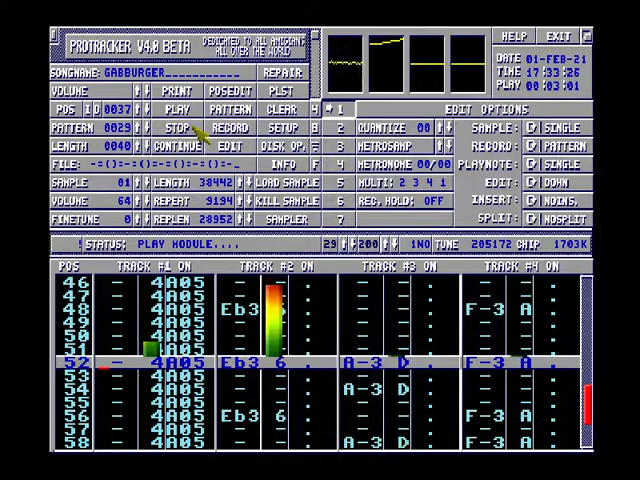 PROTRACKER V4.0 BETA DEDICATED TO ALL AMIGANS ALL OVER THE WORLD HELP EXIT
DATE 01-FEB-21
TIME 17:33:26
PLAY 00:03:01
SONGNAME: GABBURGER___________ REPAIR
VOLUME PRINT POSEDIT PLST
POS I D 0037 PLAY PATTERN CLEAR 1 EDIT OPTIONS
PATTERN 0029 STOP RECORD SETUP 2 QUANTIZE 00 SAMPLE: SINGLE
LENGTH 0040 CONTINUE EDIT DISK OP. 3 METROSAMP RECORD: PATTERN
FILE: -=()=-=()=-=()=-=()=-_ INFO 4 METRONOME 00/00 PLAYNOTE: SINGLE
SAMPLE 01 LENGTH 38442 LOAD SAMPLE 5 MULTI: 2 3 4 1 EDIT: DOWN
VOLUME 64 REPEAT 9194 KILL SAMPLE 6 REC. HOLD: OFF INSERT: NOINS.
FINETUNE 0 REPLEN 28952 SAMPLER 7 SPLIT: NOSPLIT
STATUS: PLAY MODULE.... 29 200 1NO TUNE 205172 CHIP 1703K
POS TRACK #1 ON TRACK #2 ON TRACK #3 ON TRACK #4 ON
46 - 4A05 - - . - - . - - .
47 - 4A05 - - . - - . - - .
48 - 4A05 Eb3 6 . - - . F-3 A .
49 - 4A05 - - . - - . - - .
50 - 4A05 - - . - - . - - .
51 - 4A05 - - . - - . - - .
52 - 4A05 Eb3 6 . A-3 D . F-3 A .
53 - 4A05 - - . - - . - - .
54 - 4A05 - - . A-3 D . - - .
55 - 4A05 - - . - - . - - .
56 - 4A05 Eb3 6 . - - . F-3 A .
57 - 4A05 - - . - - . - - .
58 - 4A05 - - . A-3 D . F-3 A .